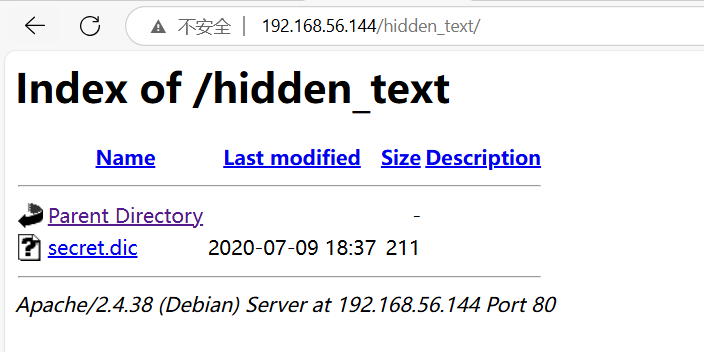 不安全 | 192.168.56.144/hidden_text/
Index of /hidden_text
Name Last modified Size Description
Parent Directory -
secret.dic 2020-07-09 18:37 211
Apache/2.4.38 (Debian) Server at 192.168.56.144 Port 80